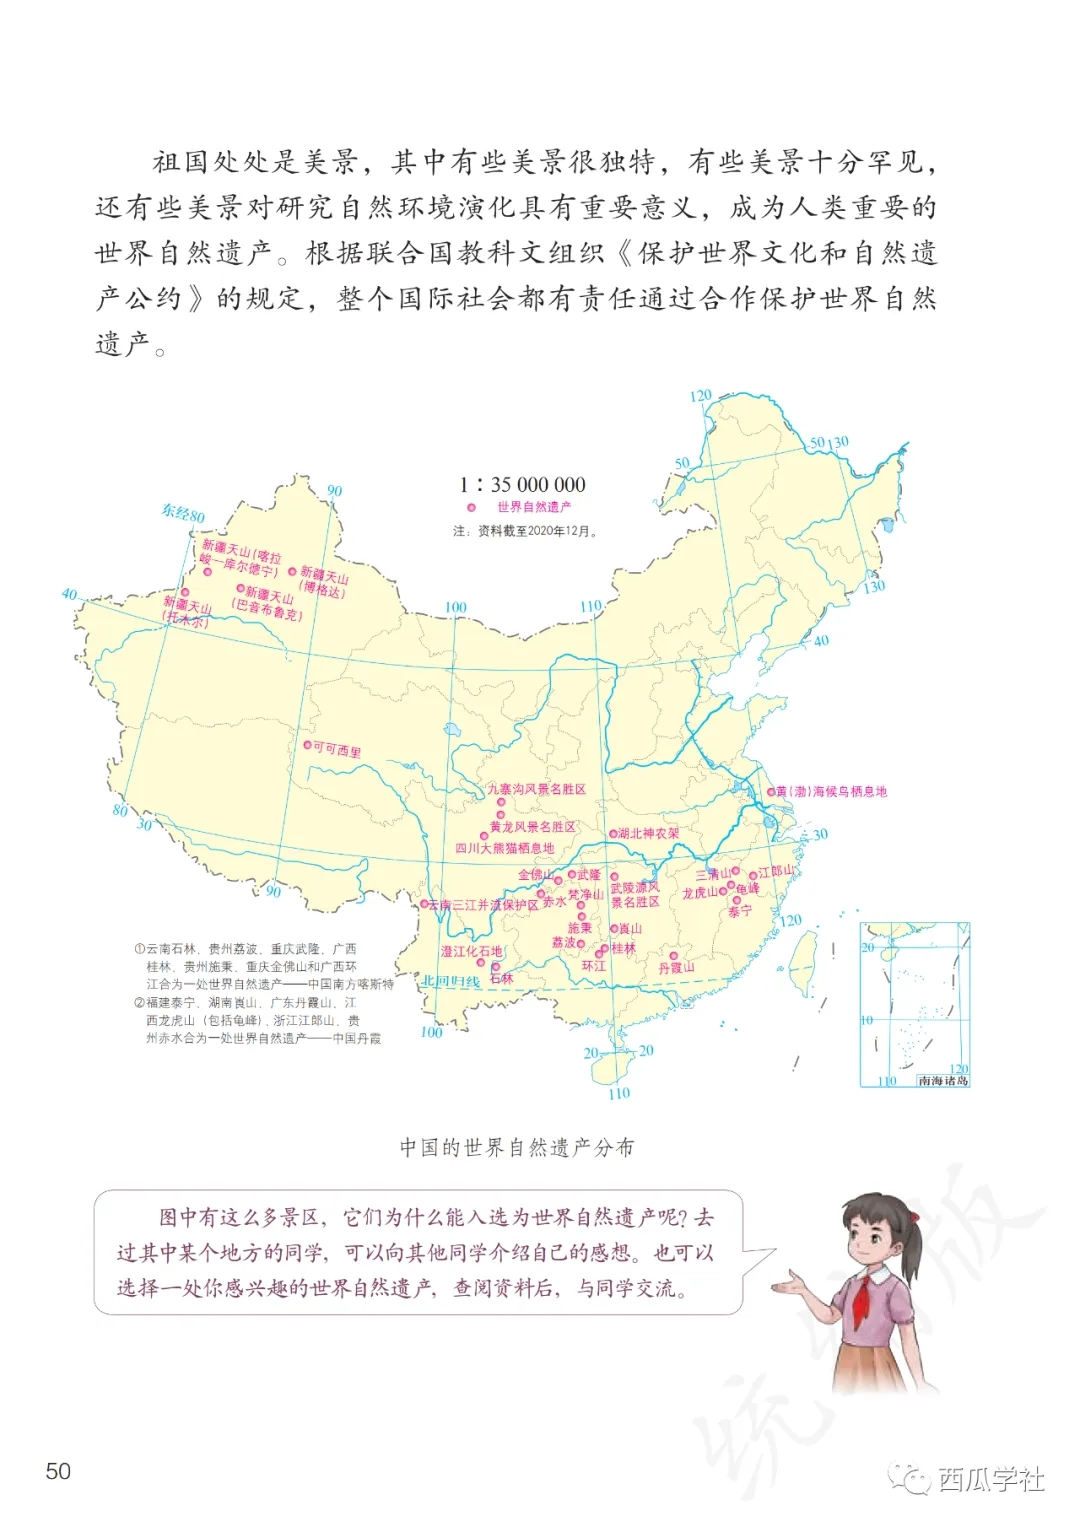 祖国处处是美景，其中有些美景很独特，有些美景十分罕见，
还有些美景对研究自然环境演化具有重要意义，成为人类重要的
世界自然遗产。根据联合国教科文组织《保护世界文化和自然遗
产公约》的规定，整个国际社会都有责任通过合作保护世界自然
遗产。
120
50
130
50
1：35 000 000
世界自然遗产
注：资料截至2020年12月。
90
东经80
新疆天山(喀拉
峻—库尔德宁)
新疆天山
(博格达)
新疆天山
(巴音布鲁克)
新疆天山
(托木尔)
40
100
110
130
40
可可西里
九寨沟风景名胜区
黄(渤)海候鸟栖息地
黄龙风景名胜区
四川大熊猫栖息地
湖北神农架
80
30
30
90
金佛山
武隆
武陵源风
景名胜区
三清山
江郎山
龙虎山
龟峰
泰宁
赤水
梵净山
云南三江并流保护区
施秉
崀山
120
荔波
桂林
环江
丹霞山
澄江化石地
石林
北回归线
①云南石林、贵州荔波、重庆武隆、广西
桂林、贵州施秉、重庆金佛山和广西环
江合为一处世界自然遗产——中国南方喀斯特
②福建泰宁、湖南崀山、广东丹霞山、江
西龙虎山（包括龟峰）、浙江江郎山、贵
州赤水合为一处世界自然遗产——中国丹霞
100
20
20
110
20
10
110
120
南海诸岛
中国的世界自然遗产分布
图中有这么多景区，它们为什么能入选为世界自然遗产呢？去
过其中某个地方的同学，可以向其他同学介绍自己的感想。也可以
选择一处你感兴趣的世界自然遗产，查阅资料后，与同学交流。
统编版
50
西瓜学社